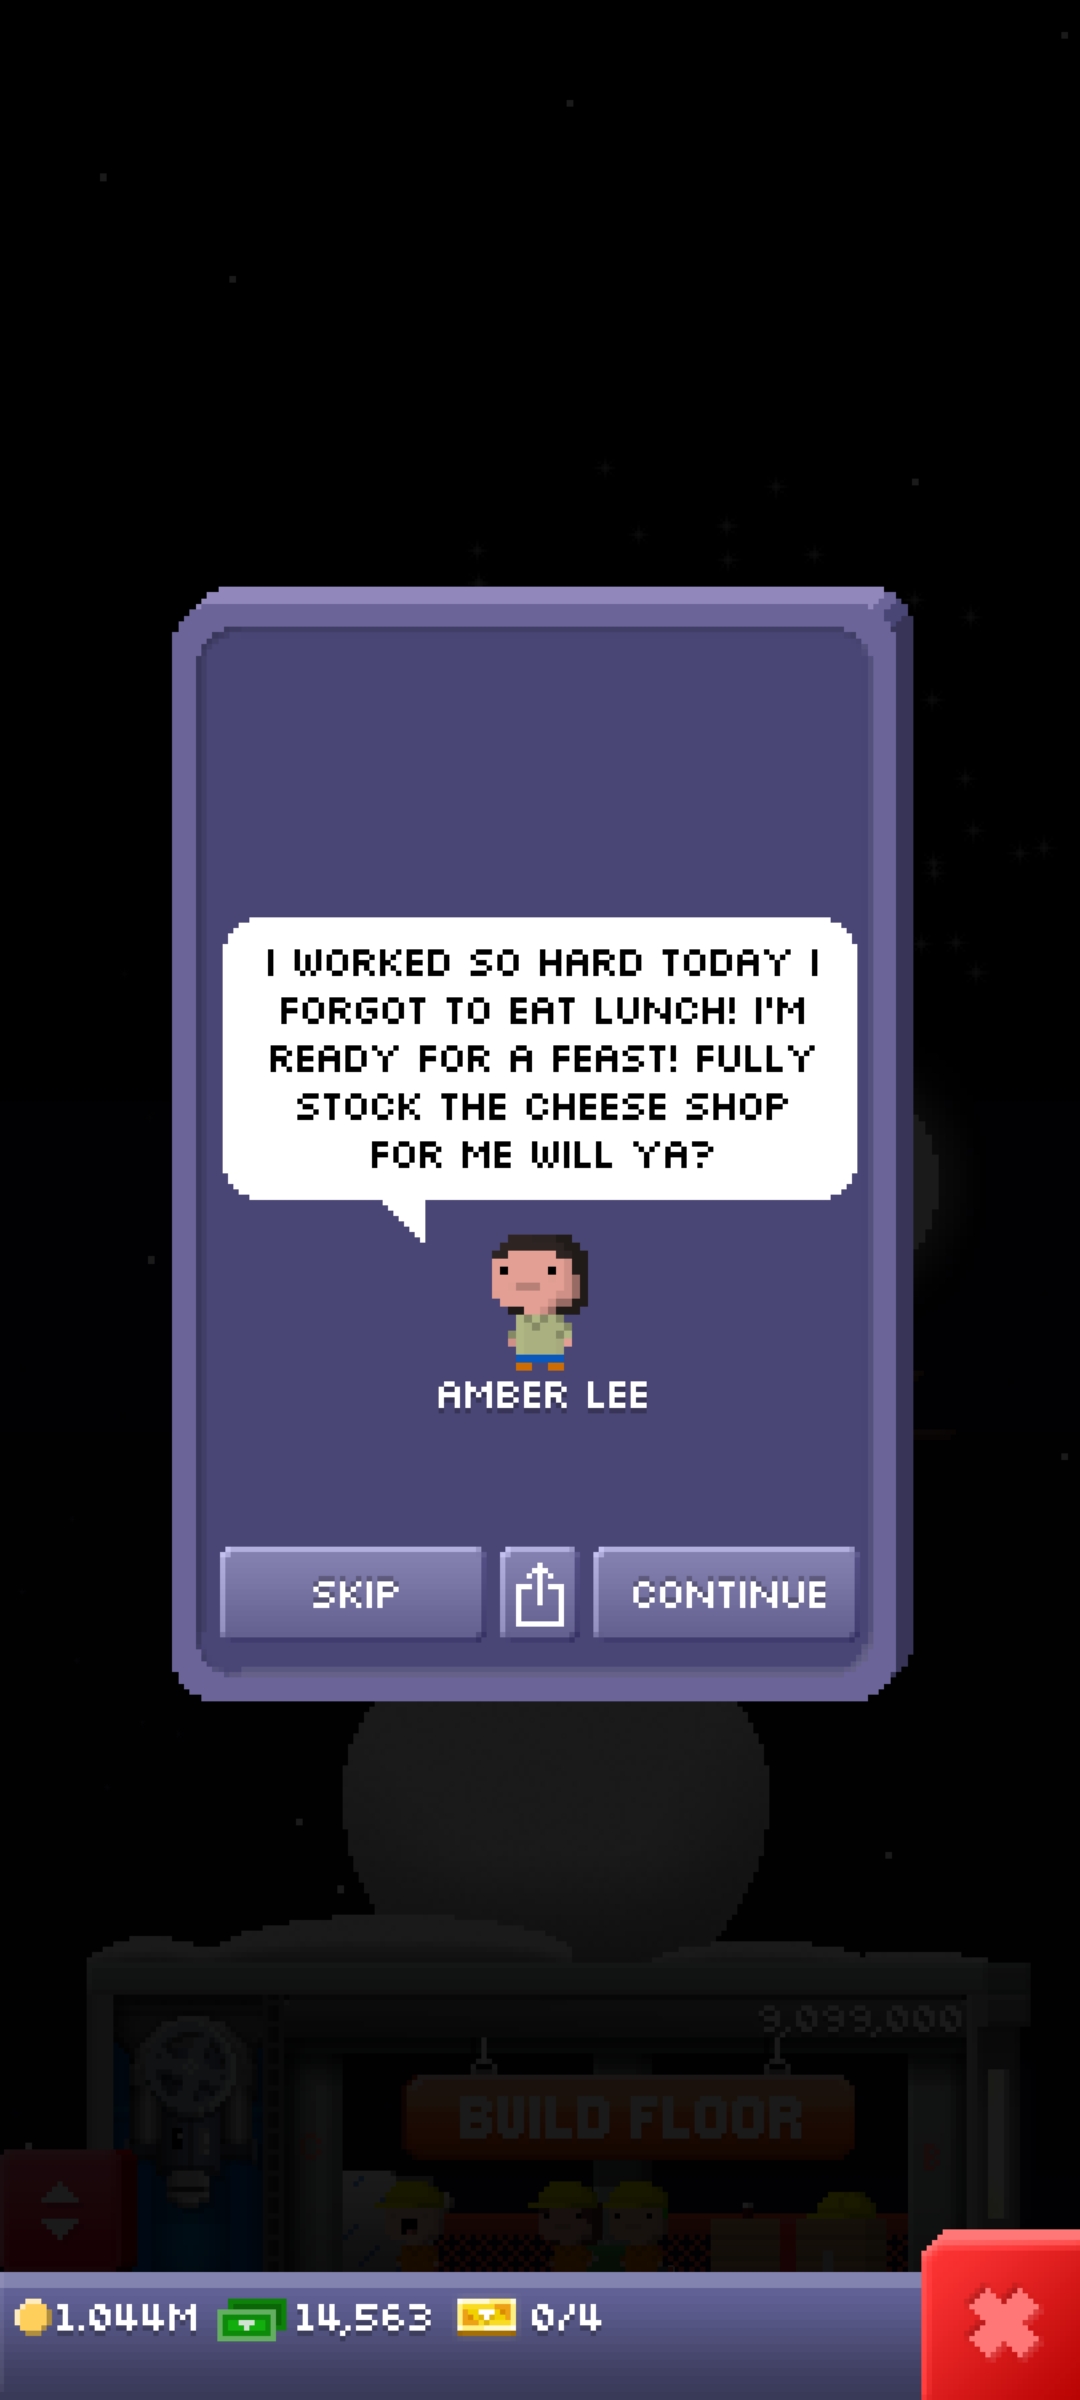 I WORKED SO HARD TODAY I
FORGOT TO EAT LUNCH! I'M
READY FOR A FEAST! FULLY
STOCK THE CHEESE SHOP
FOR ME WILL YA?
AMBER LEE
SKIP
CONTINUE
9,099,000
BUILD FLOOR
1.044M
14,563
0/4